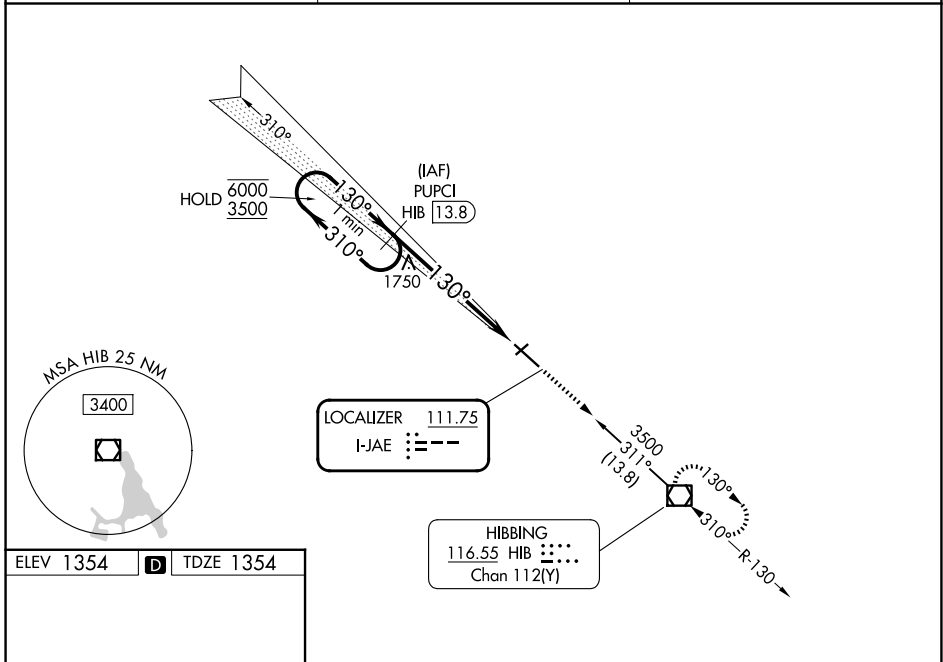 310°
(IAF)
PUPCI
HIB 13.8
HOLD 6000
3500
130°
1 min
310°
1750
130°
MSA HIB 25 NM
3400
LOCALIZER 111.75
I-JAE
3500
311°
(13.8)
130°
310°
R-130
HIBBING
116.55 HIB
Chan 112(Y)
ELEV 1354 D TDZE 1354